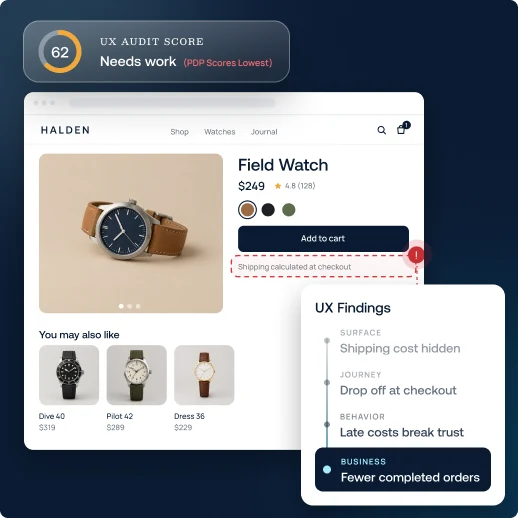 62
UX AUDIT SCORE
Needs work (PDP Scores Lowest)
HALDEN
Shop Watches Journal
1
Field Watch
$249 ★ 4.8 (128)
Add to cart
Shipping calculated at checkout
!
You may also like
Dive 40
$319
Pilot 42
$289
Dress 36
$229
UX Findings
SURFACE
Shipping cost hidden
JOURNEY
Drop off at checkout
BEHAVIOR
Late costs break trust
BUSINESS
Fewer completed orders